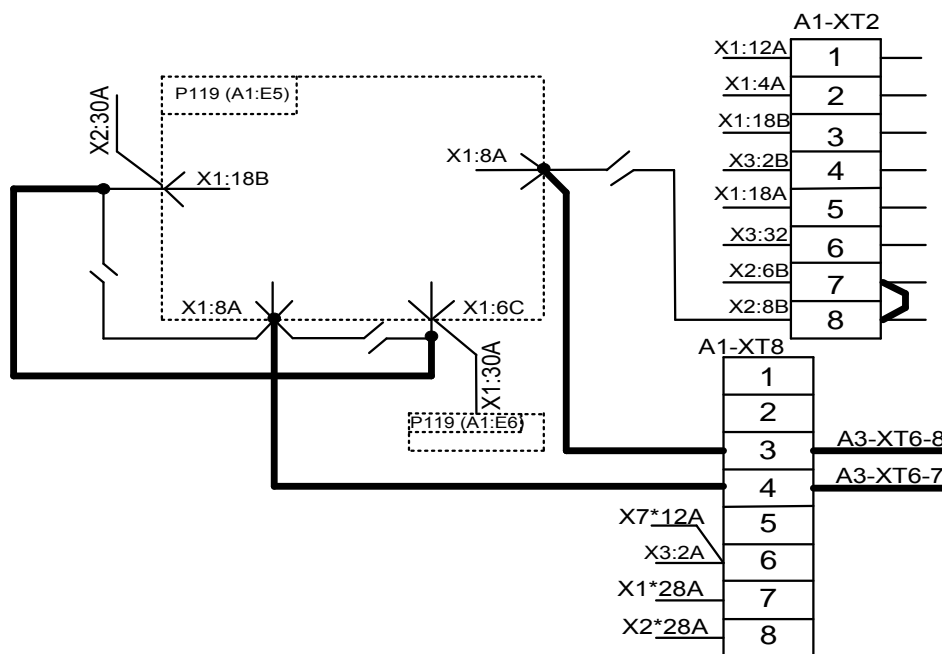 A1-XT2
X1:12A
1
X1:4A
2
X1:18B
3
X3:2B
4
X1:18A
5
X3:32
6
X2:6B
7
X2:8B
8
P119 (A1:E5)
X2:30A
X1:18B
X1:8A
X1:8A
X1:6C
X1:30A
P119 (A1:E6)
A1-XT8
1
2
3
A3-XT6-8
4
A3-XT6-7
X7*12A
5
X3:2A
6
X1*28A
7
X2*28A
8